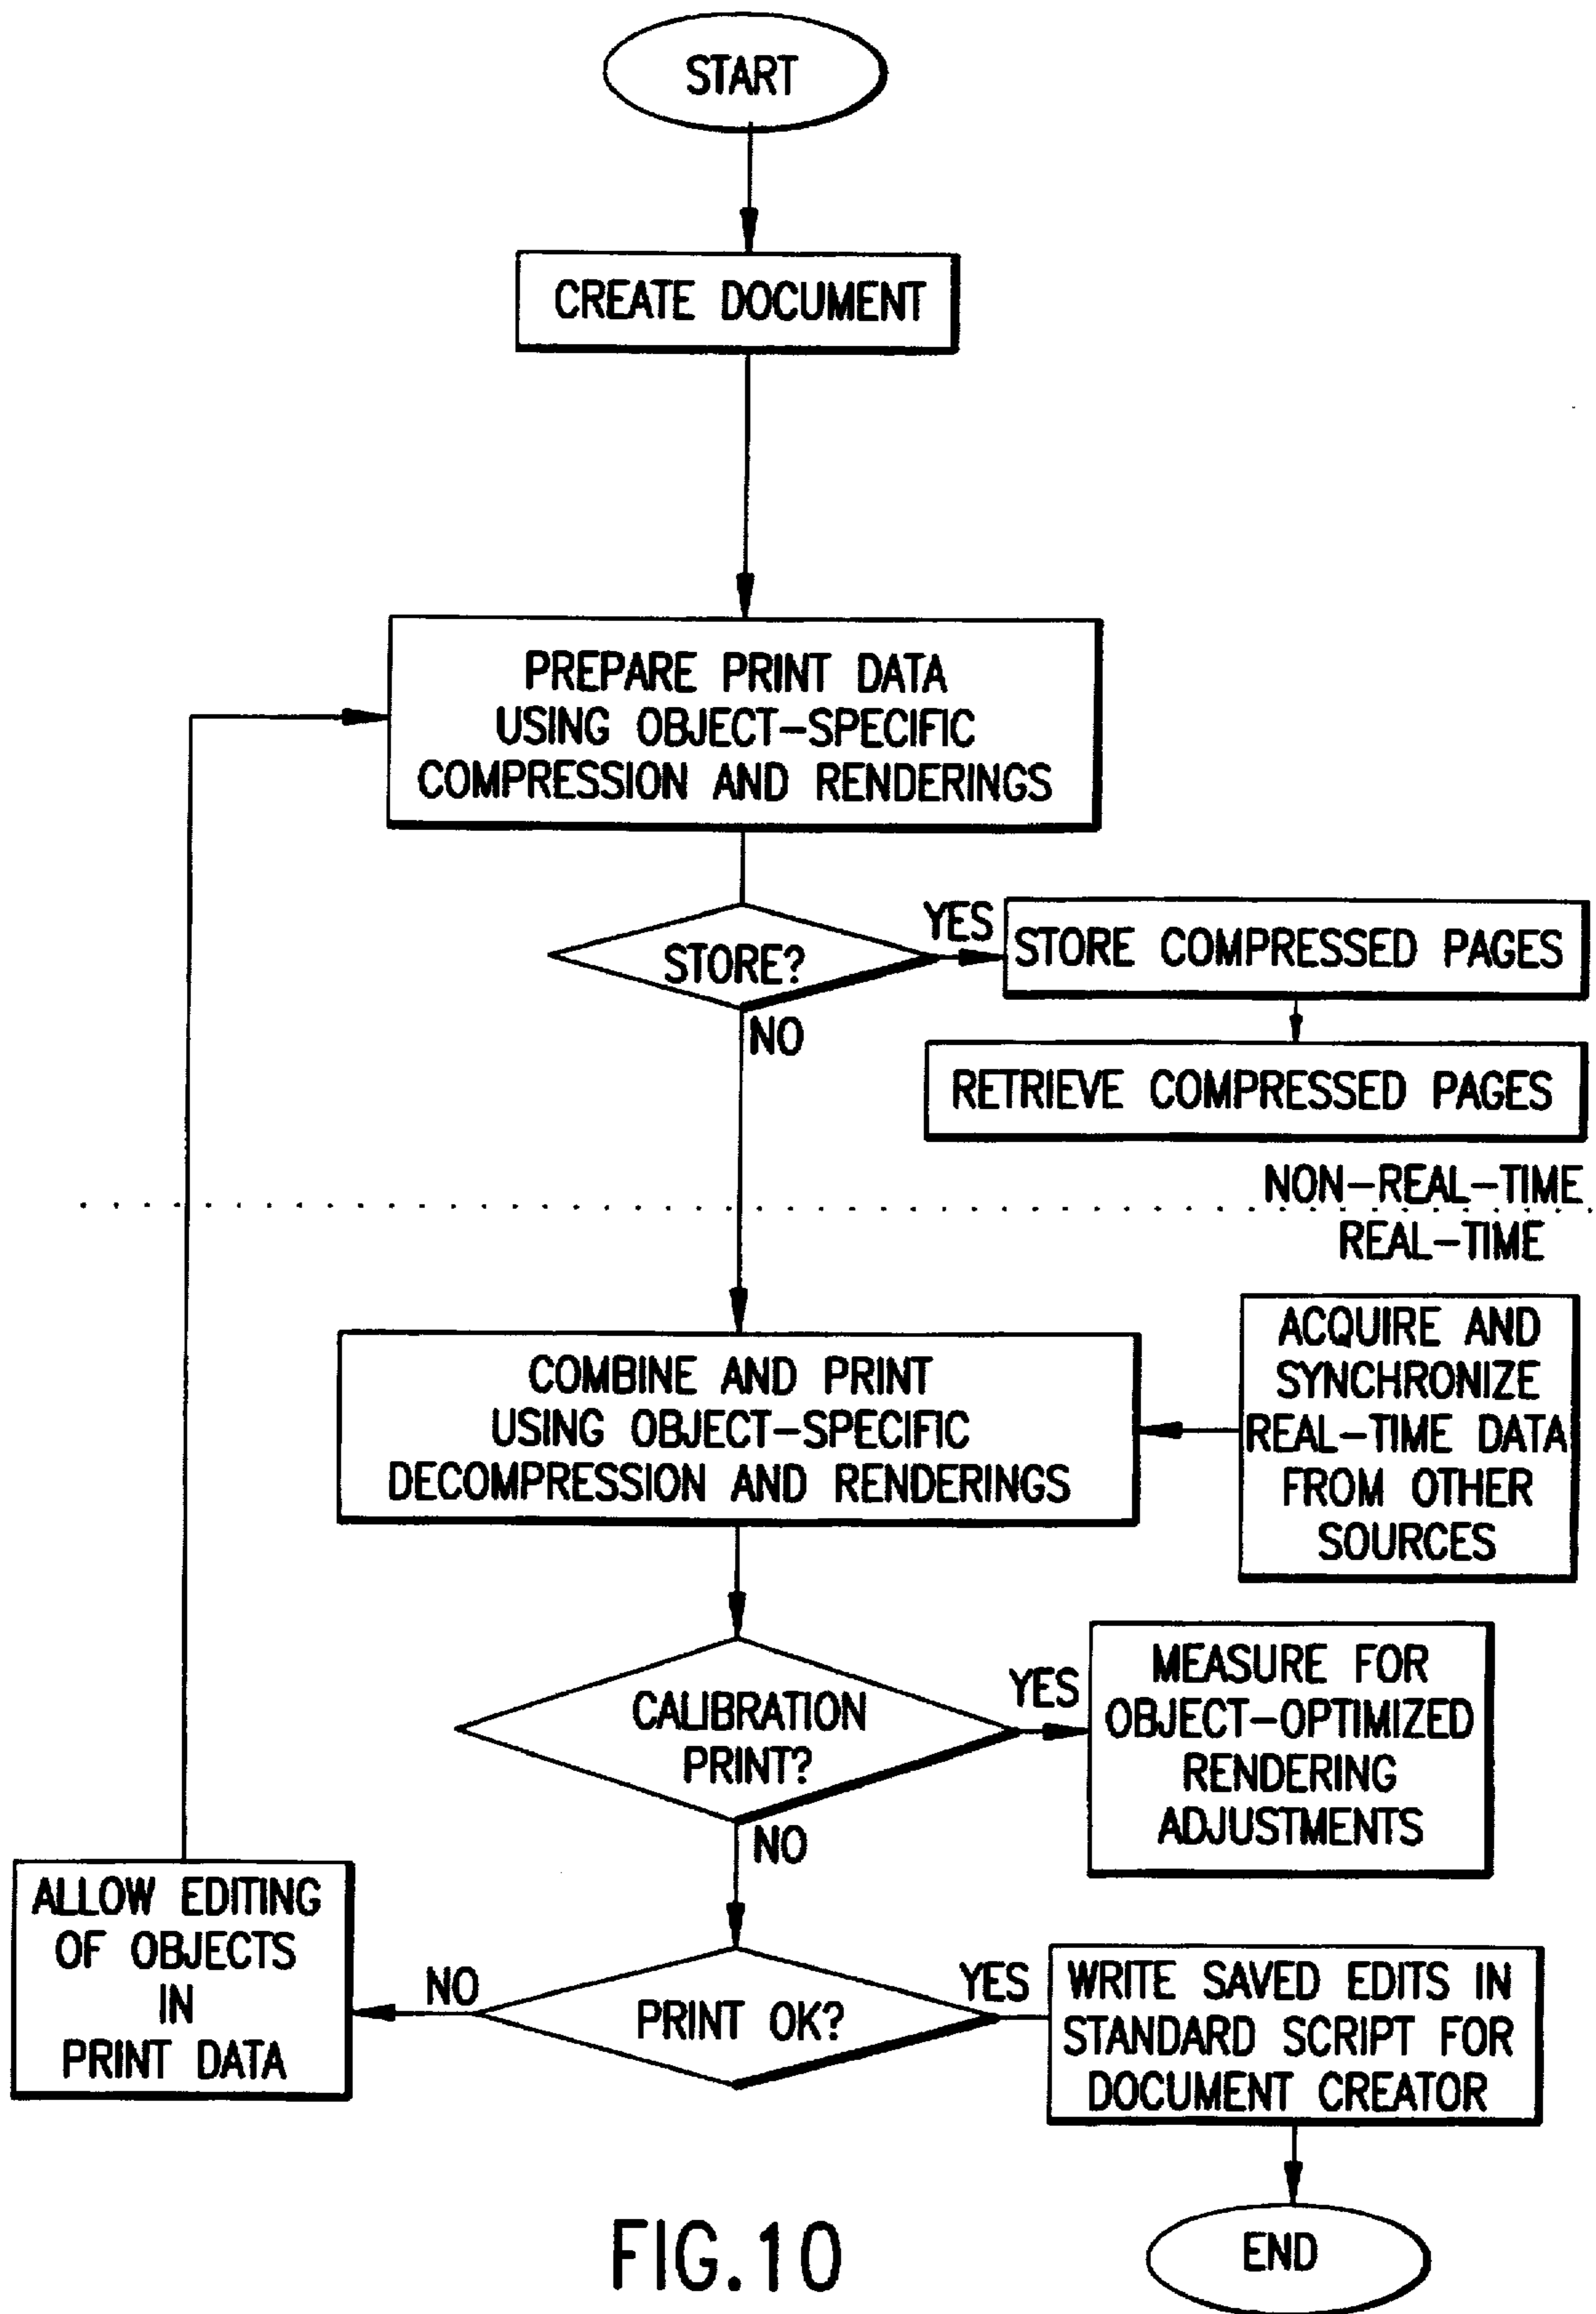 START
CREATE DOCUMENT
PREPARE PRINT DATA
USING OBJECT-SPECIFIC
COMPRESSION AND RENDERINGS
STORE?
YES
STORE COMPRESSED PAGES
NO
RETRIEVE COMPRESSED PAGES
NON-REAL-TIME
REAL-TIME
COMBINE AND PRINT
USING OBJECT-SPECIFIC
DECOMPRESSION AND RENDERINGS
ACQUIRE AND
SYNCHRONIZE
REAL-TIME DATA
FROM OTHER
SOURCES
CALIBRATION
PRINT?
YES
MEASURE FOR
OBJECT-OPTIMIZED
RENDERING
ADJUSTMENTS
NO
ALLOW EDITING
OF OBJECTS
IN
PRINT DATA
NO
PRINT OK?
YES
WRITE SAVED EDITS IN
STANDARD SCRIPT FOR
DOCUMENT CREATOR
END
FIG.10